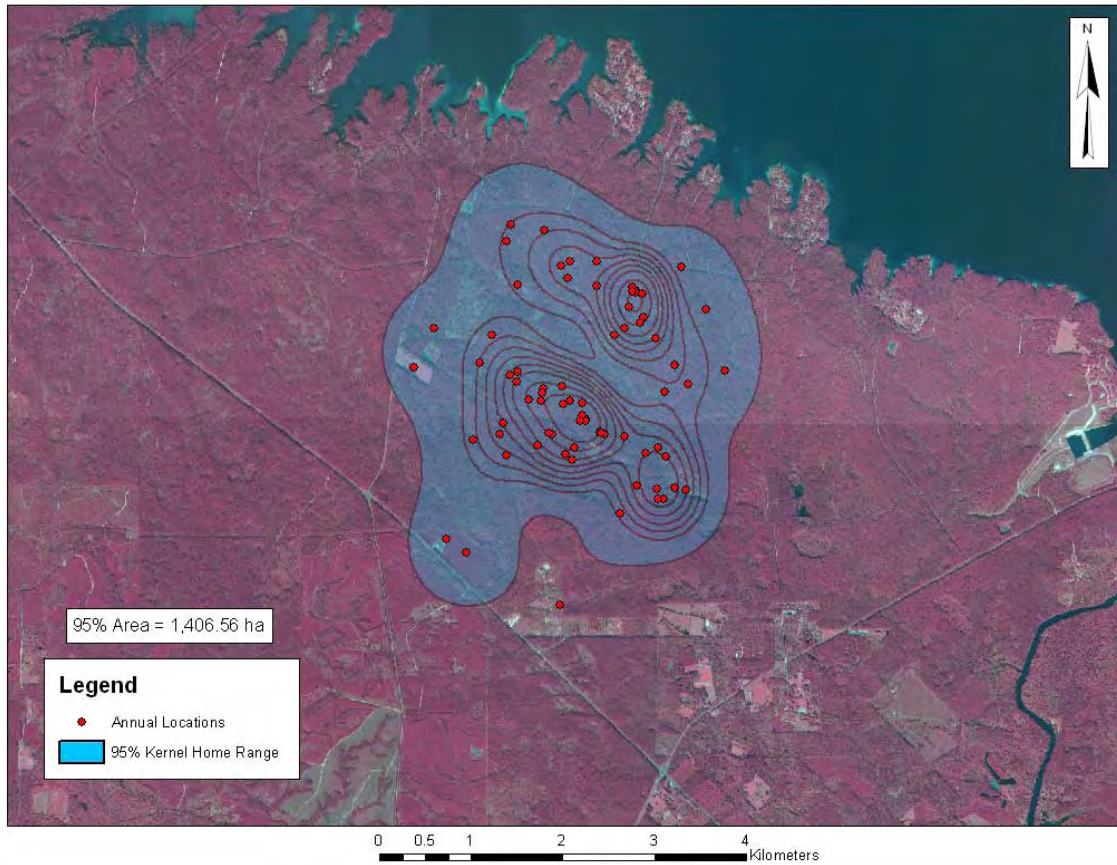 N
95% Area = 1,406.56 ha
Legend
Annual Locations
95% Kernel Home Range
0 0.5 1 2 3 4
Kilometers